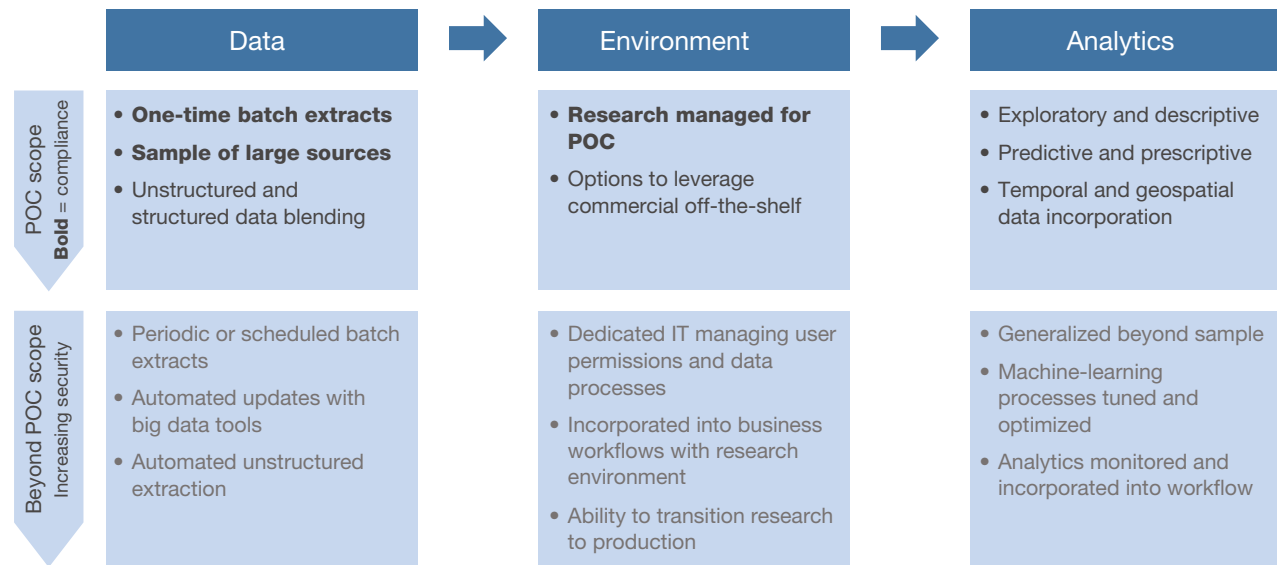 Data
Environment
Analytics
POC scope
Bold = compliance
• One-time batch extracts
• Sample of large sources
• Unstructured and
structured data blending
• Research managed for
POC
• Options to leverage
commercial off-the-shelf
• Exploratory and descriptive
• Predictive and prescriptive
• Temporal and geospatial
data incorporation
Beyond POC scope
Increasing security
• Periodic or scheduled batch
extracts
• Automated updates with
big data tools
• Automated unstructured
extraction
• Dedicated IT managing user
permissions and data
processes
• Incorporated into business
workflows with research
environment
• Ability to transition research
to production
• Generalized beyond sample
• Machine-learning
processes tuned and
optimized
• Analytics monitored and
incorporated into workflow